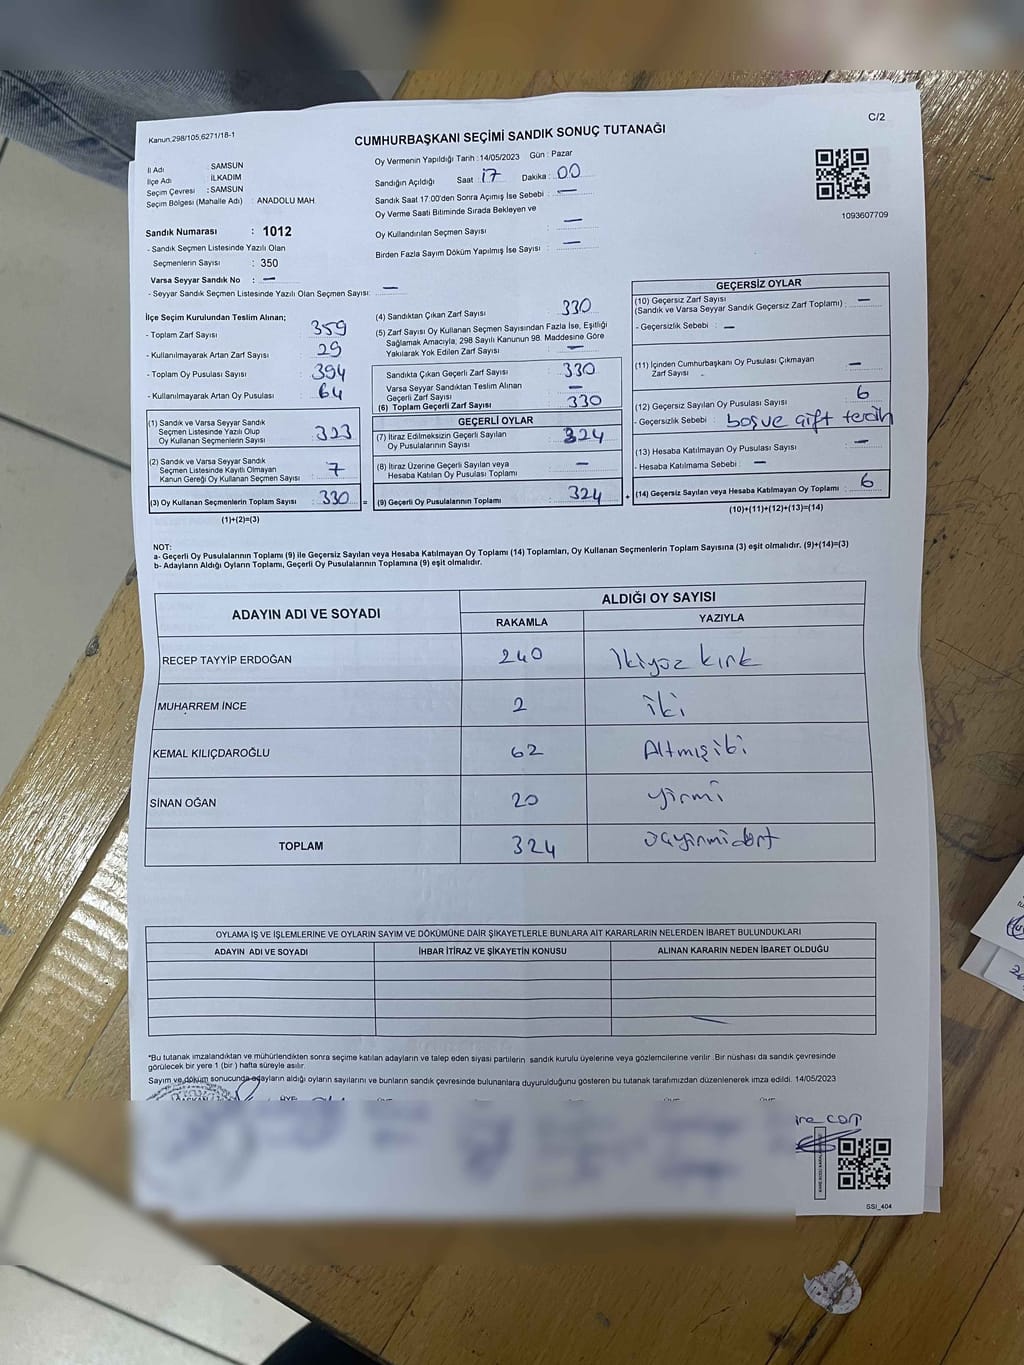 Kanun:298/105,6271/18-1
CUMHURBAŞKANI SEÇİMİ SANDIK SONUÇ TUTANAĞI
C/2
İl Adı : SAMSUN
İlçe Adı İLKADIM
Seçim Çevresi : SAMSUN
Seçim Bölgesi (Mahalle Adı) : ANADOLU MAH.
Oy Vermenin Yapıldığı Tarih :14/05/2023 Gün : Pazar
Sandığın Açıldığı Saat 17 Dakika : 00
Sandık Saat 17:00'den Sonra Açımış İse Sebebi : —
Oy Verme Saati Bitiminde Sırada Bekleyen ve
Oy Kullandırılan Seçmen Sayısı : —
Birden Fazla Sayım Döküm Yapılmış İse Sayısı : —
1093607709
Sandık Numarası : 1012
- Sandık Seçmen Listesinde Yazılı Olan
Seçmenlerin Sayısı : 350
Varsa Seyyar Sandık No : —
- Seyyar Sandık Seçmen Listesinde Yazılı Olan Seçmen Sayısı: —
İlçe Seçim Kurulundan Teslim Alınan;
- Toplam Zarf Sayısı : 359
- Kullanılmayarak Artan Zarf Sayısı : 29
- Toplam Oy Pusulası Sayısı : 394
- Kullanılmayarak Artan Oy Pusulası : 64
(1) Sandık ve Varsa Seyyar Sandık
Seçmen Listesinde Yazılı Olup
Oy Kullanan Seçmenlerin Sayısı : 323
(2) Sandık ve Varsa Seyyar Sandık
Seçmen Listesinde Kayıtlı Olmayan
Kanun Gereği Oy Kullanan Seçmen Sayısı : 7
(3) Oy Kullanan Seçmenlerin Toplam Sayısı : 330 =
(1)+(2)=(3)
(4) Sandıktan Çıkan Zarf Sayısı : 330
(5) Zarf Sayısı Oy Kullanan Seçmen Sayısından Fazla İse, Eşitliği
Sağlamak Amacıyla, 298 Sayılı Kanunun 98. Maddesine Göre
Yakılarak Yok Edilen Zarf Sayısı : —
Sandıkta Çıkan Geçerli Zarf Sayısı : 330
Varsa Seyyar Sandıktan Teslim Alınan
Geçerli Zarf Sayısı : —
(6) Toplam Geçerli Zarf Sayısı : 330
GEÇERLİ OYLAR
(7) İtiraz Edilmeksizin Geçerli Sayılan
Oy Pusulalarının Sayısı : 324
(8) İtiraz Üzerine Geçerli Sayılan veya
Hesaba Katılan Oy Pusulası Toplamı : —
(9) Geçerli Oy Pusulalarının Toplamı : 324 +
GEÇERSİZ OYLAR
(10) Geçersiz Zarf Sayısı
(Sandık ve Varsa Seyyar Sandık Geçersiz Zarf Toplamı) : —
- Geçersizlik Sebebi : —
(11) İçinden Cumhurbaşkanı Oy Pusulası Çıkmayan
Zarf Sayısı : —
(12) Geçersiz Sayılan Oy Pusulası Sayısı : 6
- Geçersizlik Sebebi : boş ve çift tercih
(13) Hesaba Katılmayan Oy Pusulası Sayısı : —
- Hesaba Katılmama Sebebi : —
(14) Geçersiz Sayılan veya Hesaba Katılmayan Oy Toplamı : 6
(10)+(11)+(12)+(13)=(14)
NOT:
a- Geçerli Oy Pusulalarının Toplamı (9) ile Geçersiz Sayılan veya Hesaba Katılmayan Oy Toplamı (14) Toplamları, Oy Kullanan Seçmenlerin Toplam Sayısına (3) eşit olmalıdır. (9)+(14)=(3)
b- Adayların Aldığı Oyların Toplamı, Geçerli Oy Pusulalarının Toplamına (9) eşit olmalıdır.
ADAYIN ADI VE SOYADI
ALDIĞI OY SAYISI
RAKAMLA YAZIYLA
RECEP TAYYİP ERDOĞAN 240 İkiyüz kırk
MUHARREM İNCE 2 iki
KEMAL KILIÇDAROĞLU 62 Altmışiki
SİNAN OĞAN 20 yirmi
TOPLAM 324
OYLAMA İŞ VE İŞLEMLERİNE VE OYLARIN SAYIM VE DÖKÜMÜNE DAİR ŞİKAYETLERLE BUNLARA AİT KARARLARIN NELERDEN İBARET BULUNDUKLARI
ADAYIN ADI VE SOYADI İHBAR İTİRAZ VE ŞİKAYETİN KONUSU ALINAN KARARIN NEDEN İBARET OLDUĞU
*Bu tutanak imzalandıktan ve mühürlendikten sonra seçime katılan adayların ve talep eden siyasi partilerin sandık kurulu üyelerine veya gözlemcilerine verilir. Bir nüshası da sandık çevresinde
görülecek bir yere 1 (bir) hafta süreyle asılır.
Sayım ve döküm sonucunda adayların aldığı oyların sayılarını ve bunların sandık çevresinde bulunanlara duyurulduğunu gösteren bu tutanak tarafımızdan düzenlenerek imza edildi. 14/05/2023
SSI_404